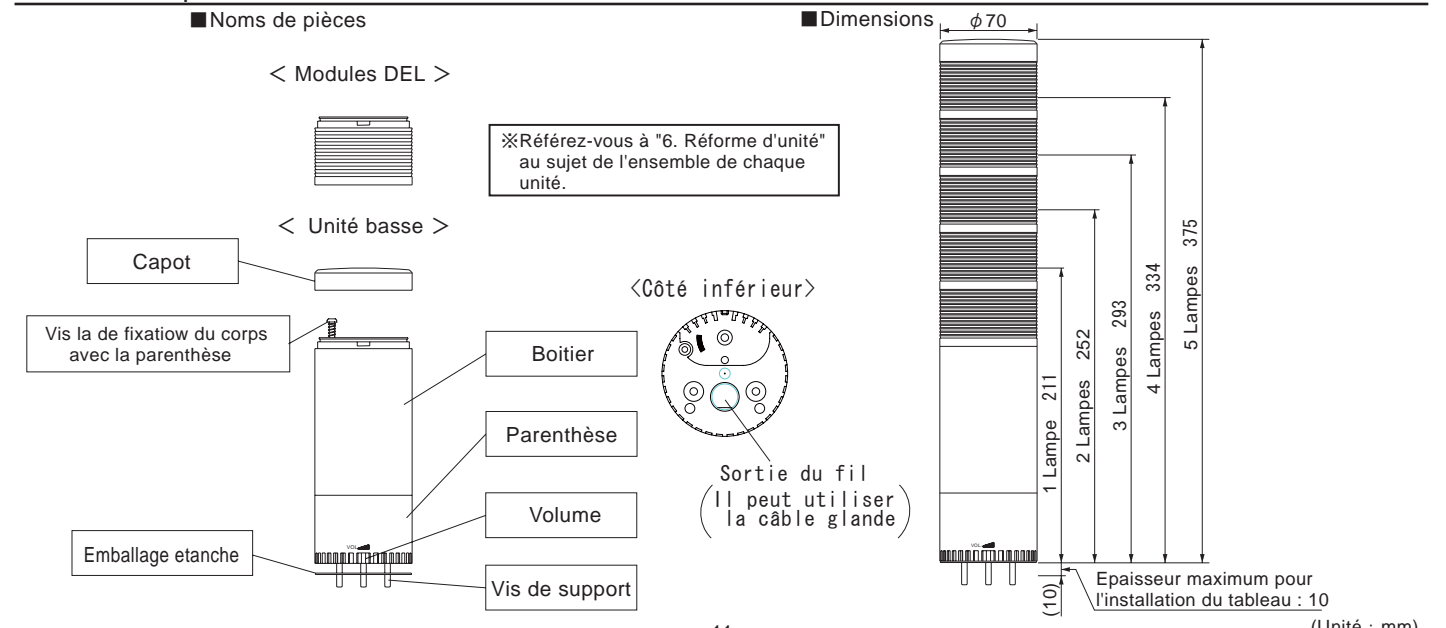 ■Noms de pièces
■Dimensions
φ70
< Modules DEL >
※Référez-vous à "6. Réforme d'unité"
au sujet de l'ensemble de chaque
unité.
< Unité basse >
Capot
<Côté inférieur>
Vis la de fixatiow du corps
avec la parenthèse
Boitier
Parenthèse
Sortie du fil
(Il peut utiliser
la câble glande)
Volume
VOL
Emballage etanche
Vis de support
1 Lampe 211
2 Lampes 252
3 Lampes 293
4 Lampes 334
5 Lampes 375
VOL
(10)
Epaisseur maximum pour
l'installation du tableau : 10
(Unité : mm)